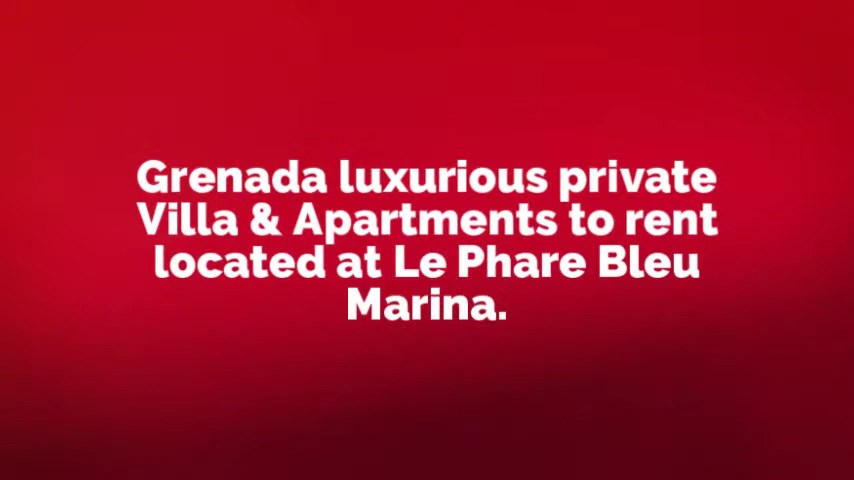 Grenada luxurious private
Villa & Apartments to rent
located at Le Phare Bleu
Marina.